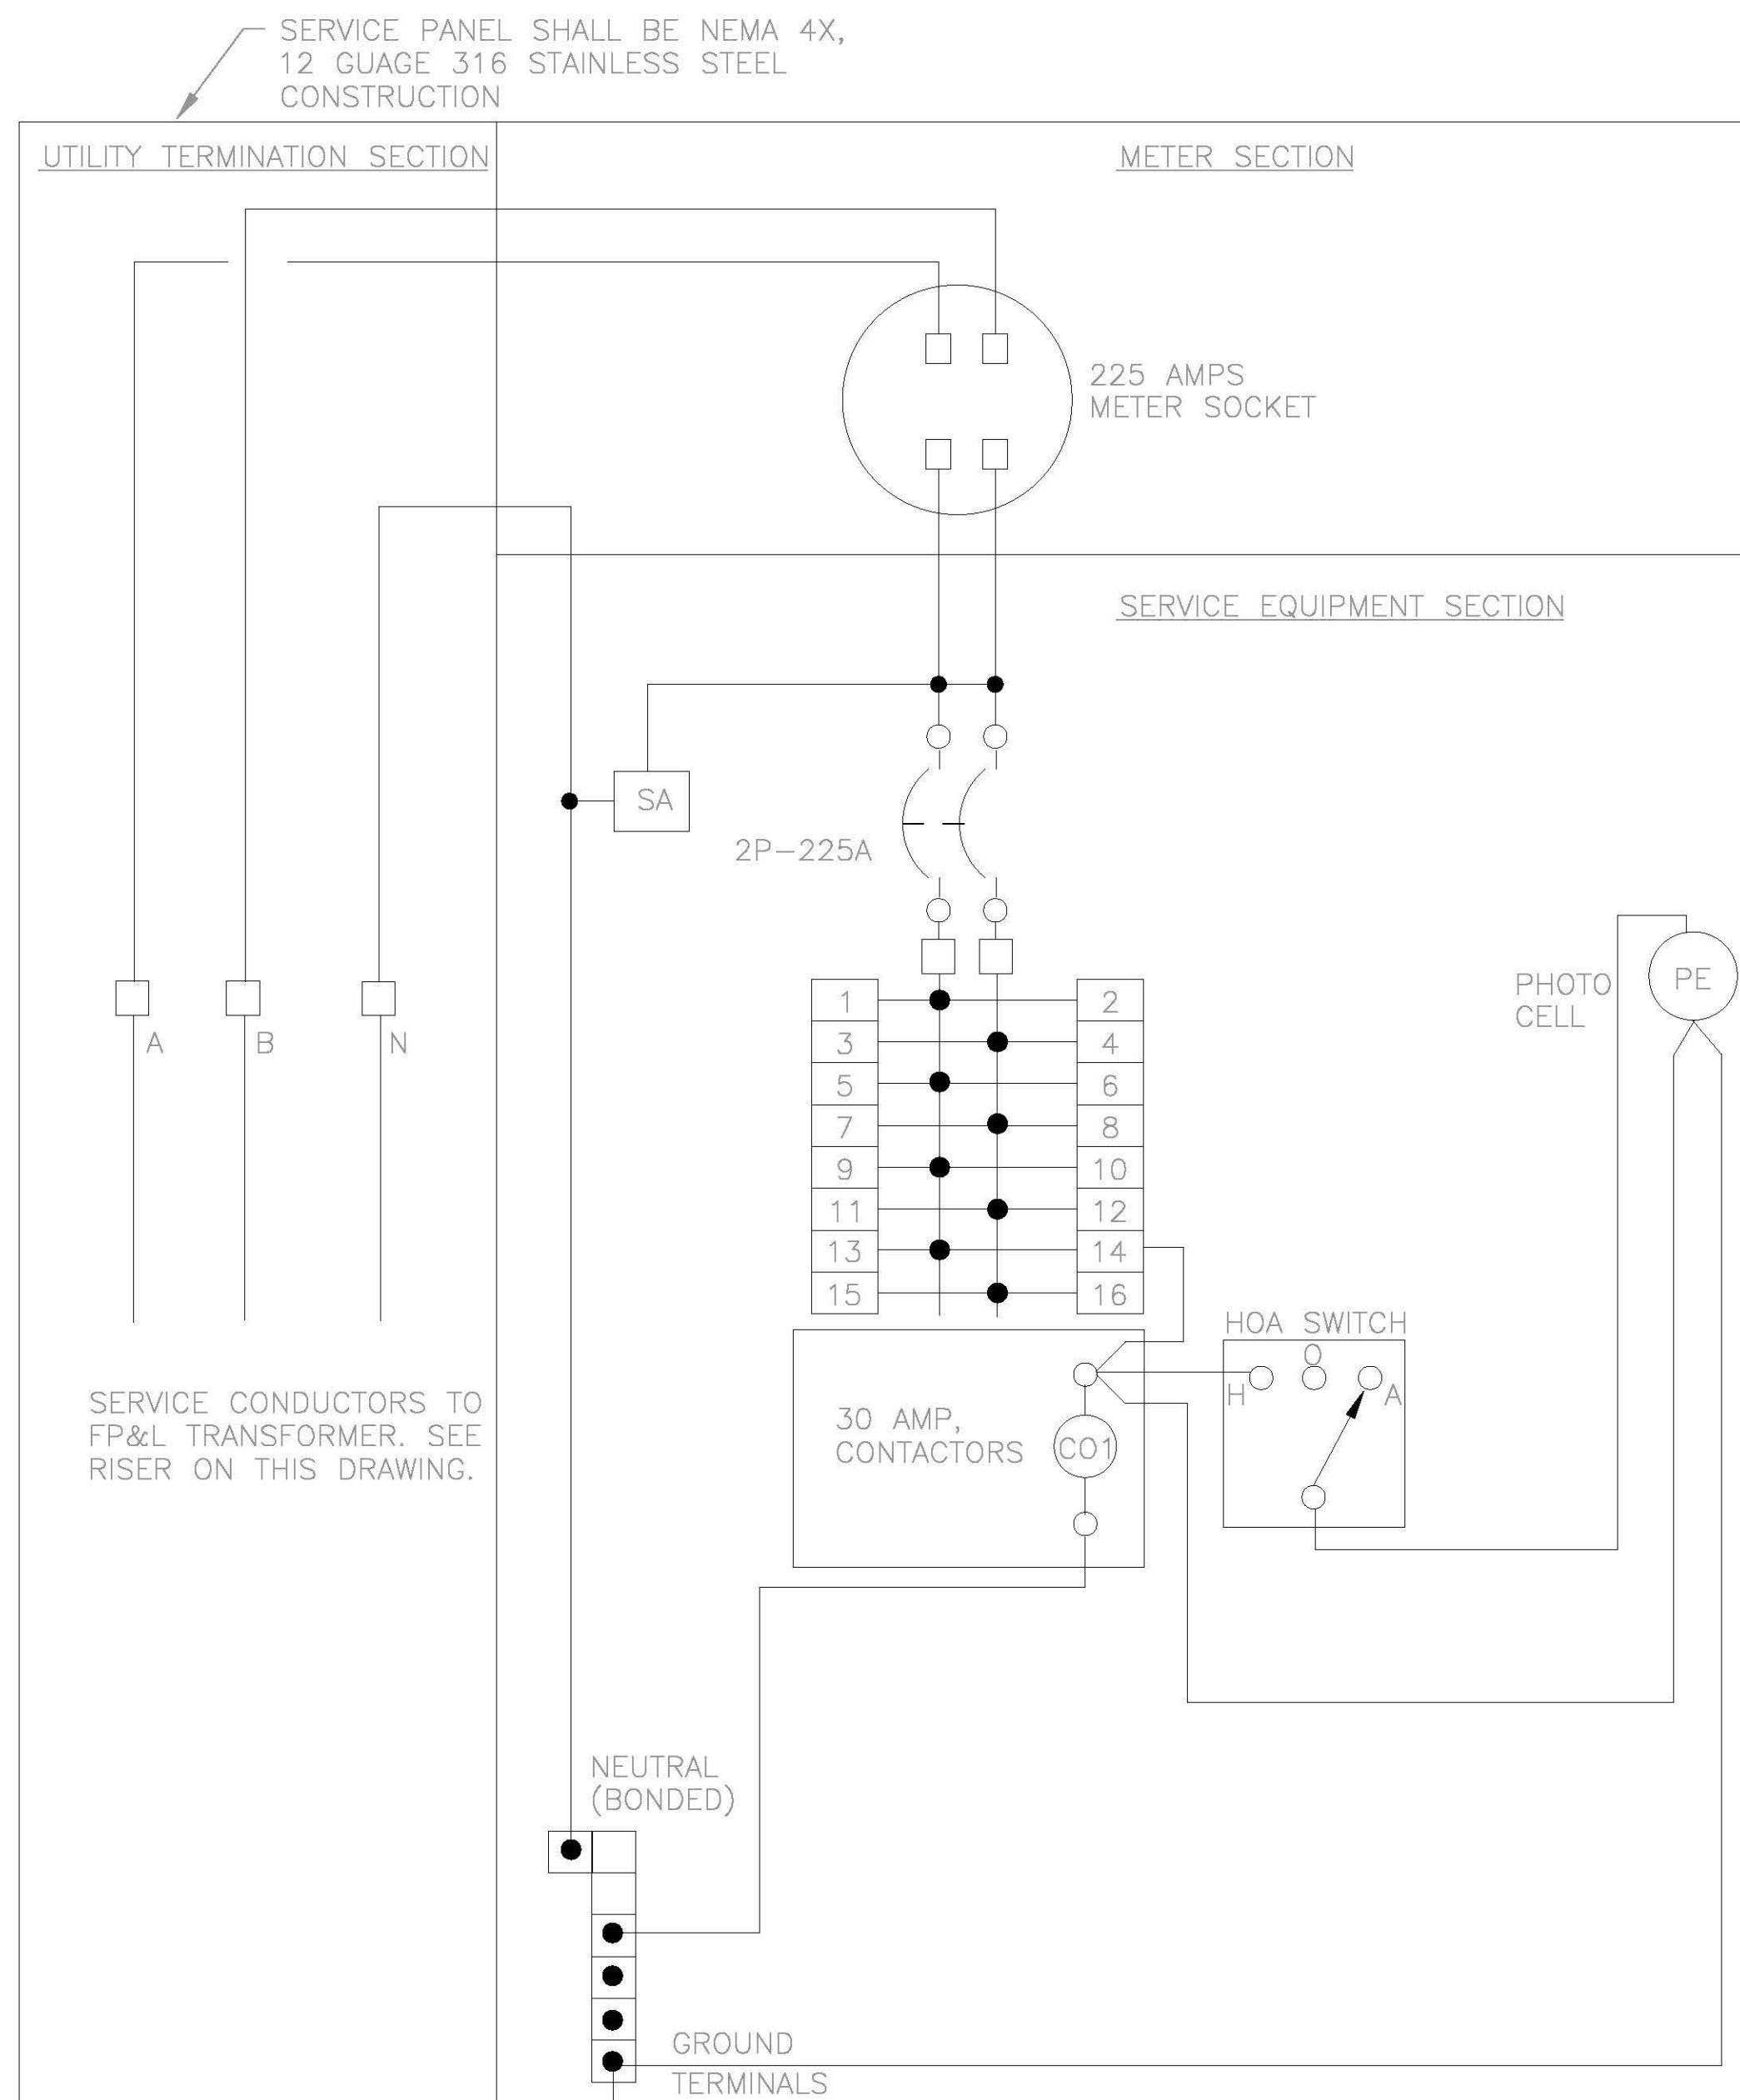 SERVICE PANEL SHALL BE NEMA 4X,
12 GUAGE 316 STAINLESS STEEL
CONSTRUCTION
UTILITY TERMINATION SECTION
METER SECTION
225 AMPS
METER SOCKET
SERVICE EQUIPMENT SECTION
SA
2P-225A
PHOTO
CELL
PE
A
B
N
1
2
3
4
5
6
7
8
9
10
11
12
13
14
15
16
HOA SWITCH
O
H
A
SERVICE CONDUCTORS TO
FP&L TRANSFORMER. SEE
RISER ON THIS DRAWING.
30 AMP,
CONTACTORS
CO1
NEUTRAL
(BONDED)
GROUND
TERMINALS